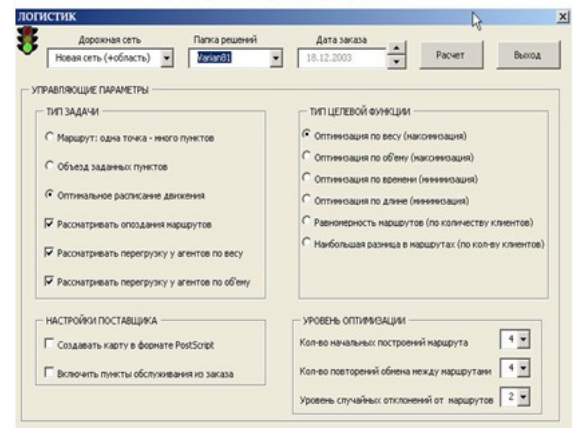 ЛОГИСТИК
Дорожная сеть
Папка решений
Дата заказа
Новая сеть (+область)
Varian81
18.12.2003
Расчет
Выход
УПРАВЛЯЮЩИЕ ПАРАМЕТРЫ
ТИП ЗАДАЧИ
Маршрут: одна точка - много пунктов
Объезд заданных пунктов
Оптимальное расписание движения
Рассматривать опоздания маршрутов
Рассматривать перегрузку у агентов по весу
Рассматривать перегрузку у агентов по об'ему
ТИП ЦЕЛЕВОЙ ФУНКЦИИ
Оптимизация по весу (максимизация)
Оптимизация по об'ему (максимизация)
Оптимизация по времени (минимизация)
Оптимизация по длине (минимизация)
Равномерность маршрутов (по количеству клиентов)
Наибольшая разница в маршрутах (по кол-ву клиентов)
НАСТРОЙКИ ПОСТАВЩИКА
Создавать карту в формате PostScript
Включить пункты обслуживания из заказа
УРОВЕНЬ ОПТИМИЗАЦИИ
Кол-во начальных построений маршрута 4
Кол-во повторений обмена между маршрутами 4
Уровень случайных отклонений от маршрутов 2